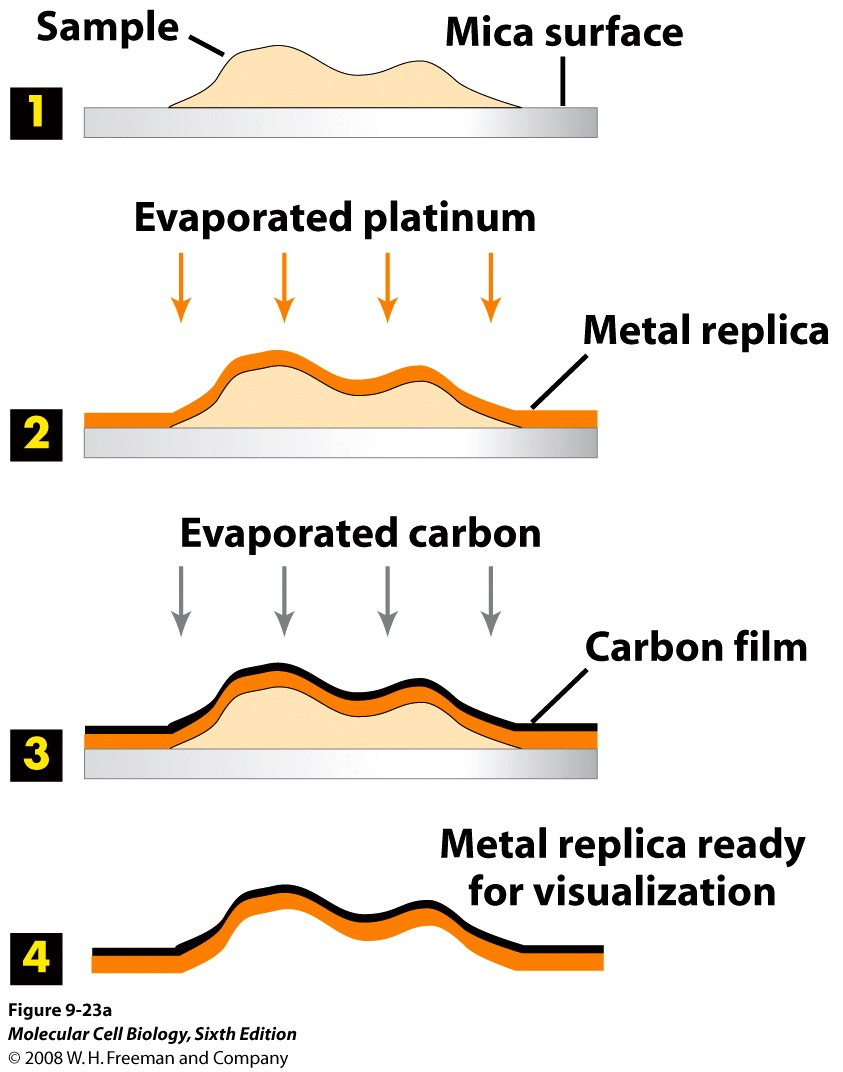 Sample
Mica surface
1
Evaporated platinum
Metal replica
2
Evaporated carbon
Carbon film
3
Metal replica ready
for visualization
4
Figure 9-23a
Molecular Cell Biology, Sixth Edition
© 2008 W. H. Freeman and Company